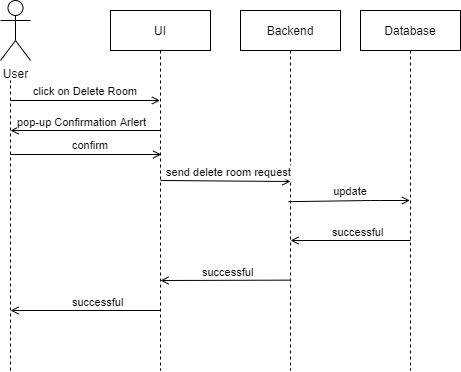 UI
Backend
Database
User
click on Delete Room
pop-up Confirmation Arlert
confirm
send delete room request
update
successful
successful
successful